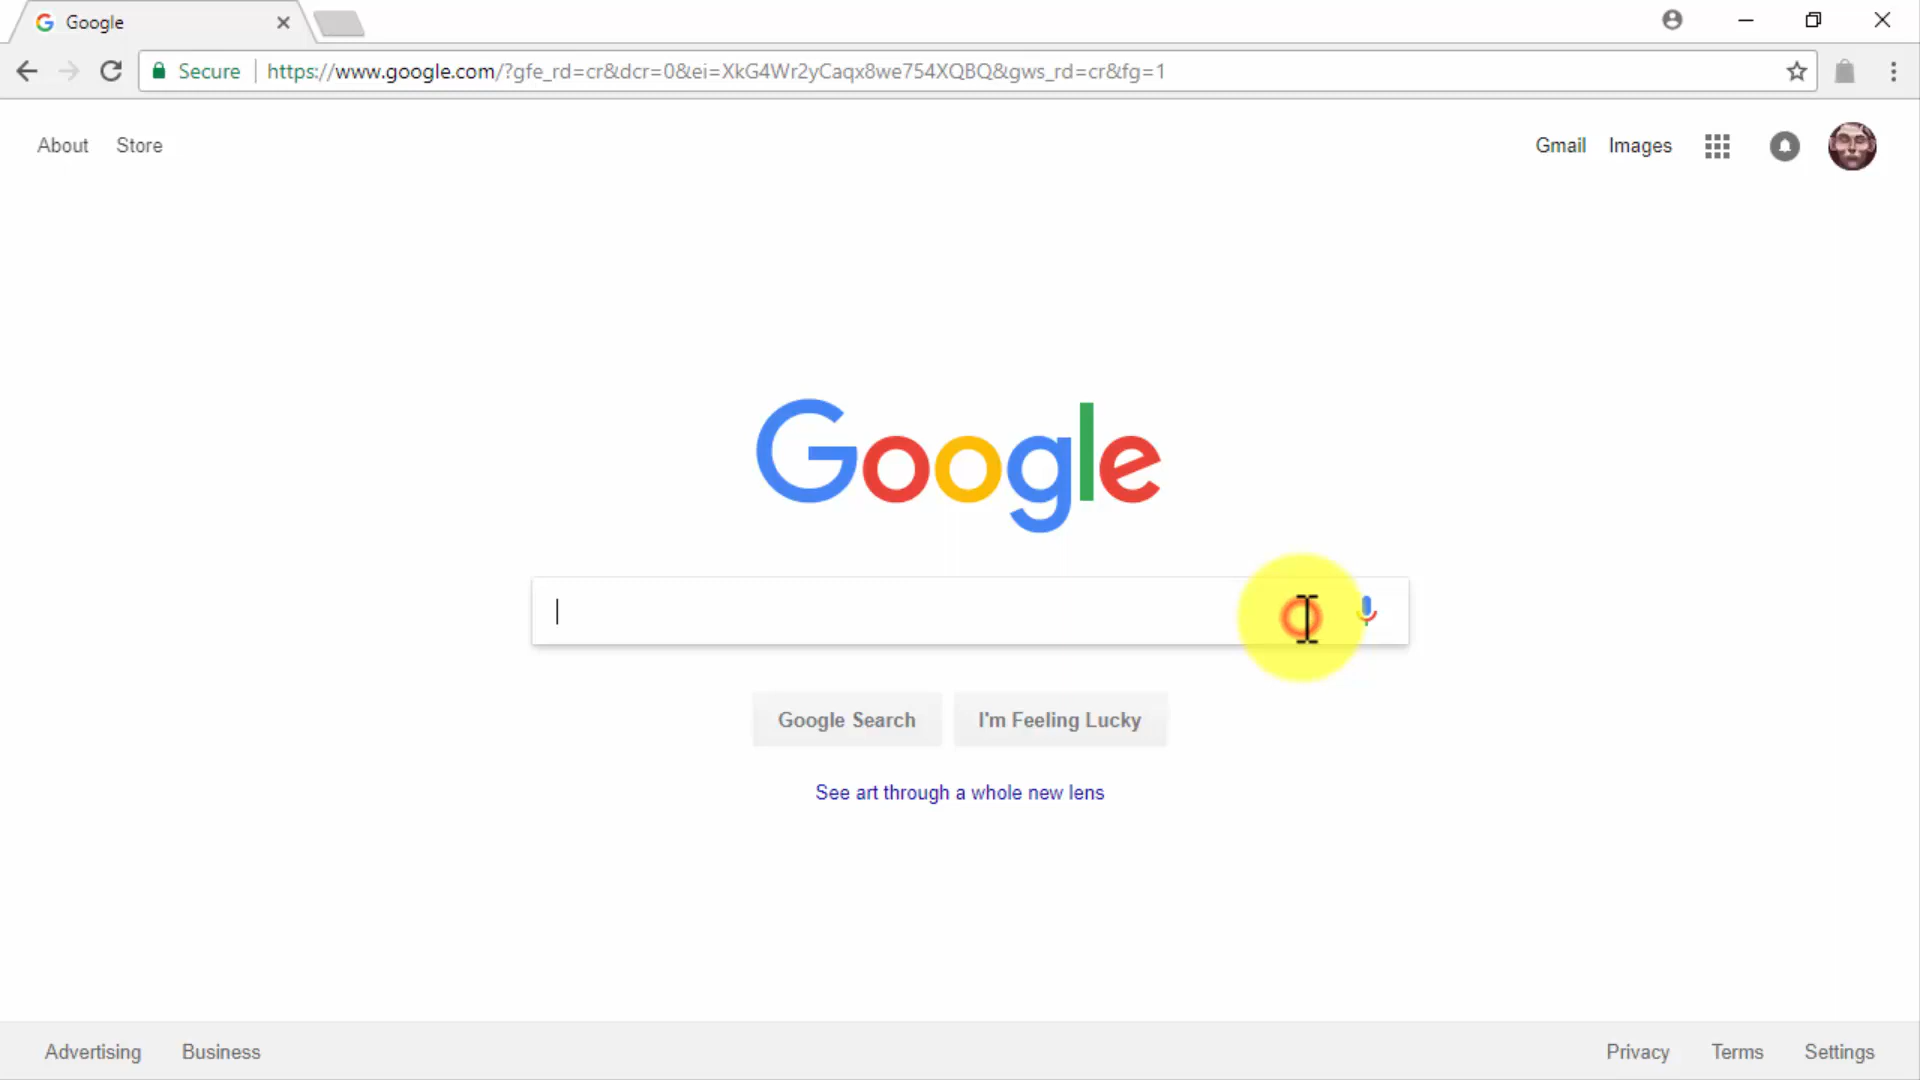 Google
Secure https://www.google.com/?gfe_rd=cr&dcr=0&ei=XkG4Wr2yCaqx8we754XQBQ&gws_rd=cr&fg=1
About Store Gmail Images
Google
Google Search I'm Feeling Lucky
See art through a whole new lens
Advertising Business Privacy Terms Settings